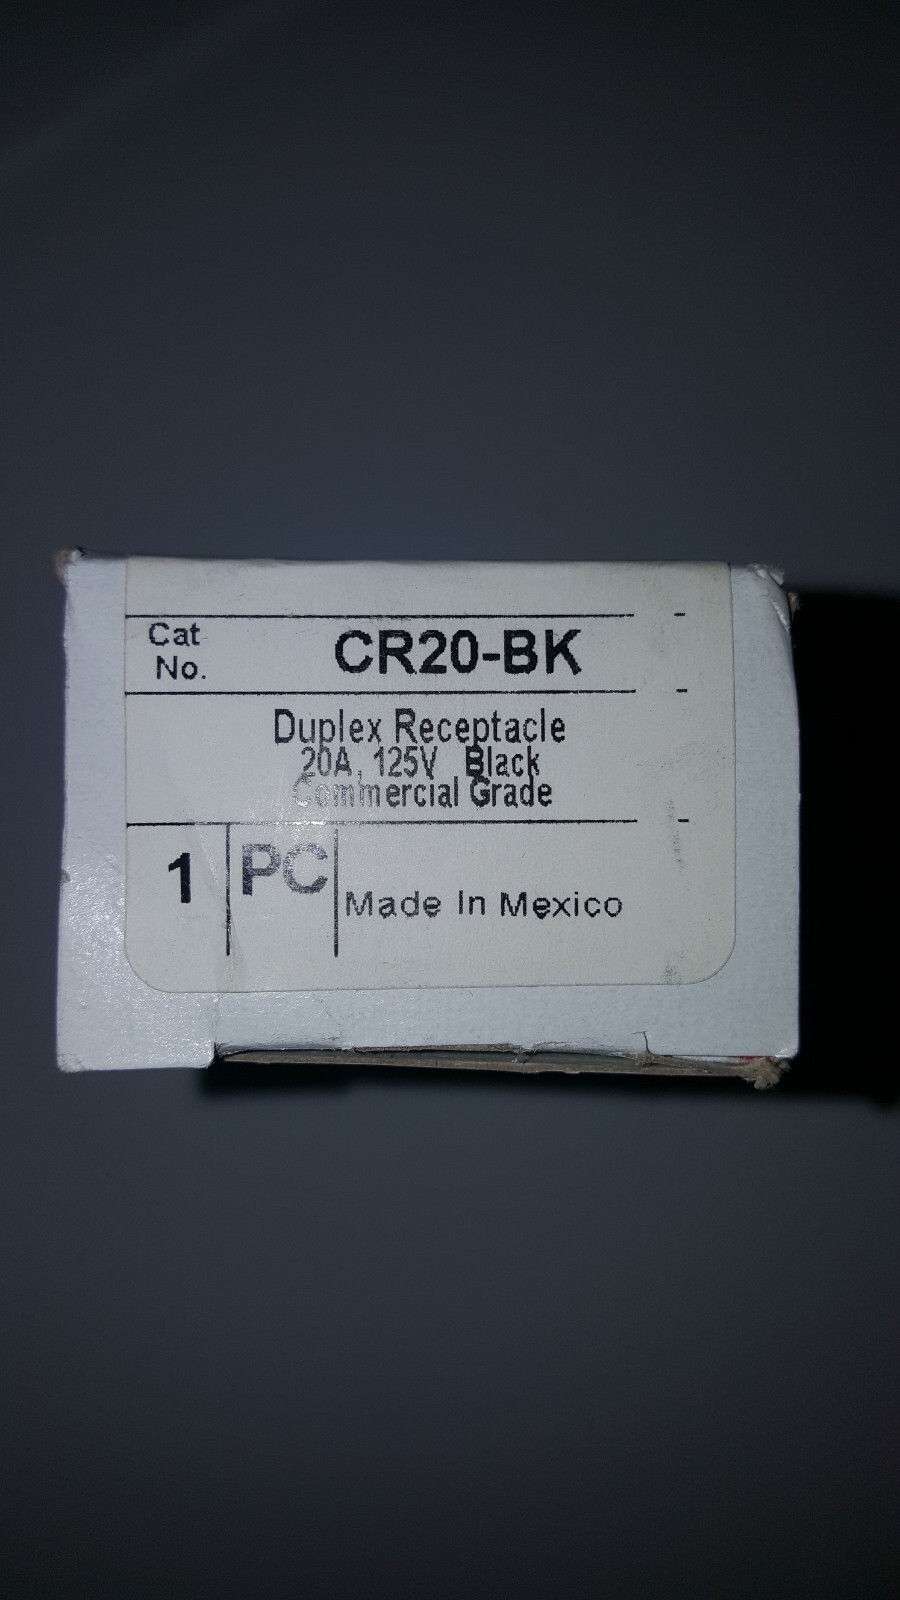 Cat
No.
CR20-BK
Duplex Receptacle
20A, 125V Black
Commercial Grade
1
PC
Made In Mexico